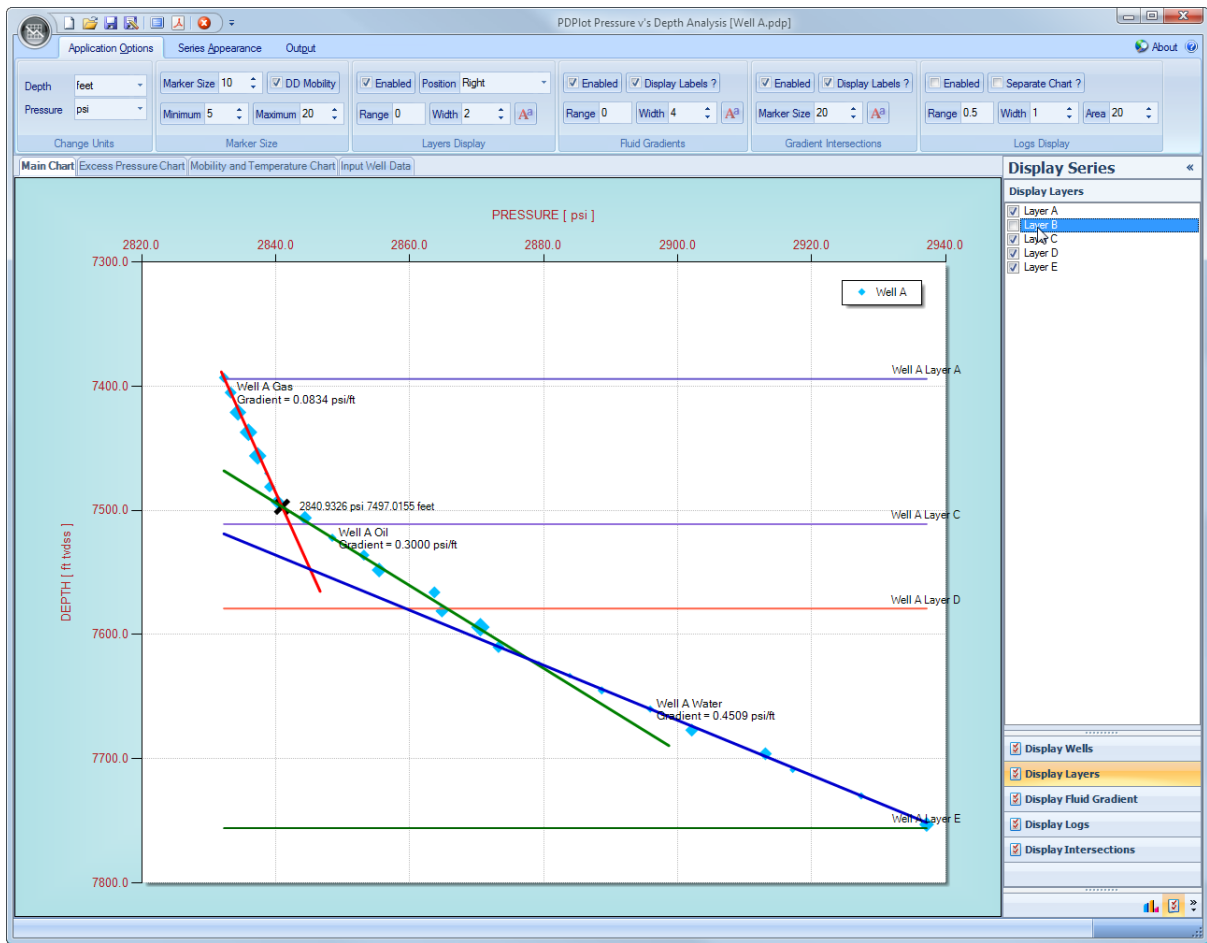 PDPlot Pressure v's Depth Analysis [Well A.pdp]
Application Options Series Appearance Output About
Depth feet Marker Size 10 DD Mobility Enabled Position Right Enabled Display Labels ? Enabled Display Labels ? Enabled Separate Chart ?
Pressure psi Minimum 5 Maximum 20 Range 0 Width 2 Aa Range 0 Width 4 Aa Marker Size 20 Aa Range 0.5 Width 1 Area 20
Change Units Marker Size Layers Display Fluid Gradients Gradient Intersections Logs Display
Main Chart Excess Pressure Chart Mobility and Temperature Chart Input Well Data
Display Series
Display Layers
Layer A
Layer B
Layer C
Layer D
Layer E
PRESSURE [ psi ]
2820.0 2840.0 2860.0 2880.0 2900.0 2920.0 2940.0
7300.0
Well A
Well A Layer A
7400.0
Well A Gas
Gradient = 0.0834 psi/ft
2840.9326 psi 7497.0155 feet
7500.0
Well A Layer C
Well A Oil
Gradient = 0.3000 psi/ft
DEPTH [ ft tvdss ]
Well A Layer D
7600.0
Well A Water
Gradient = 0.4509 psi/ft
7700.0
Well A Layer E
7800.0
Display Wells
Display Layers
Display Fluid Gradient
Display Logs
Display Intersections